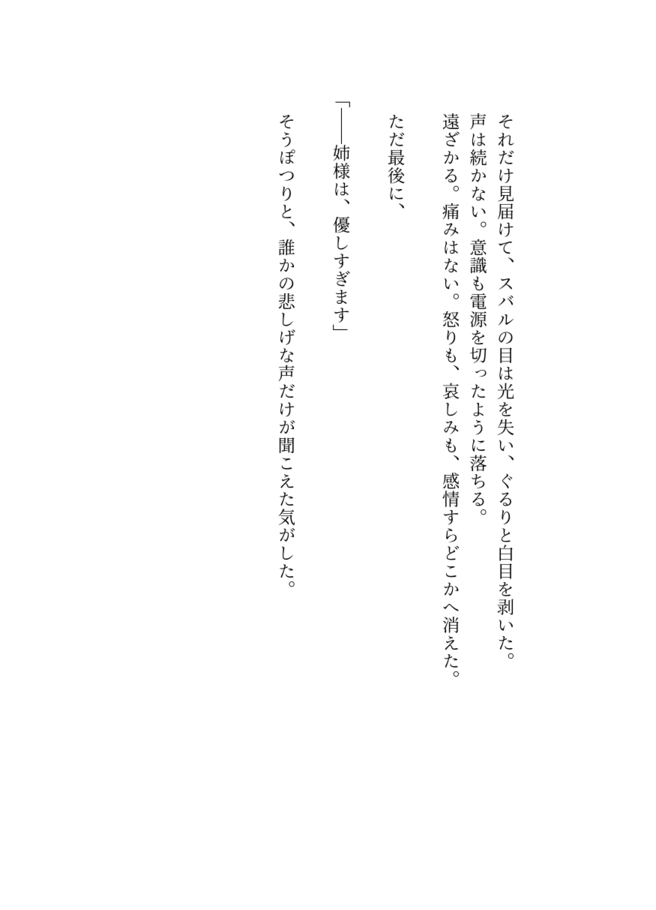 それだけ見届けて、スバルの目は光を失い、ぐるりと白目を剥いた。
声は続かない。意識も電源を切ったように落ちる。
遠ざかる。痛みはない。怒りも、哀しみも、感情すらどこかへ消えた。
ただ最後に、
「――姉様は、優しすぎます」
そうぽつりと、誰かの悲しげな声だけが聞こえた気がした。